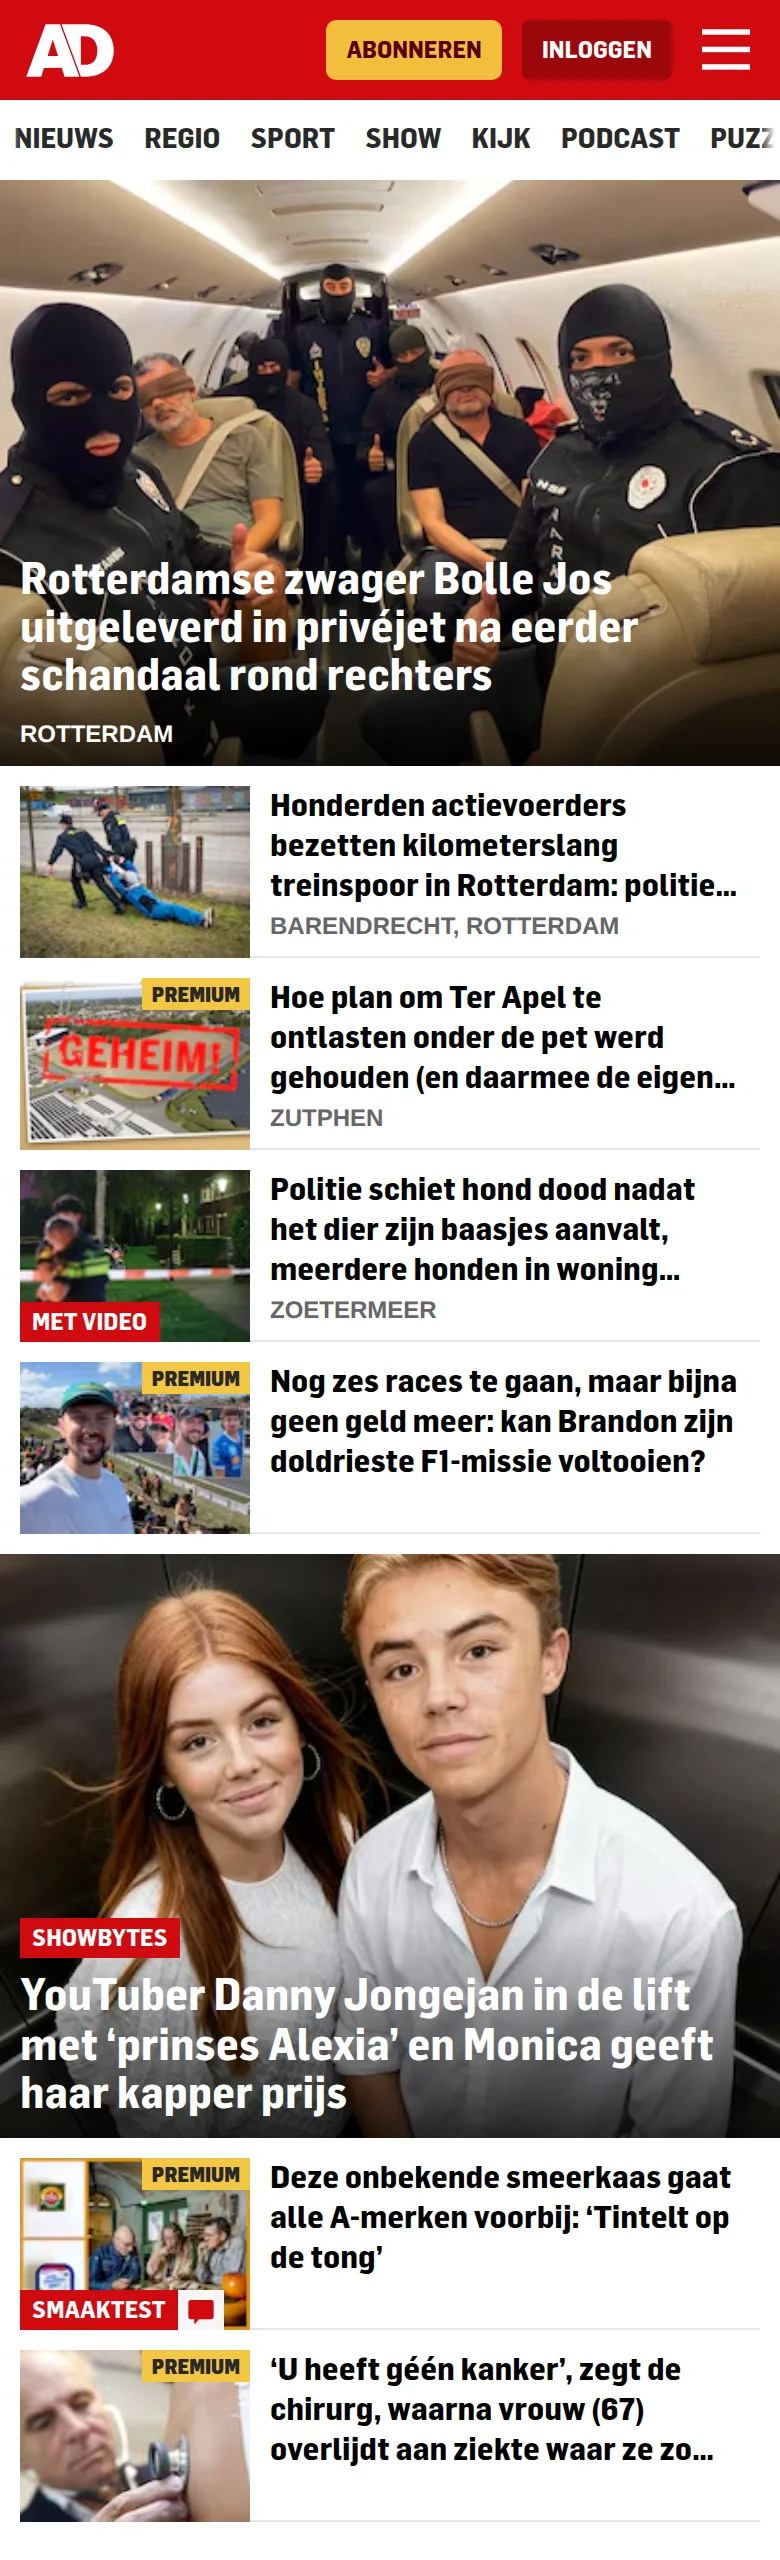 AD
ABONNEREN
INLOGGEN
NIEUWS REGIO SPORT SHOW KIJK PODCAST PUZZ
Rotterdamse zwager Bolle Jos
uitgeleverd in privéjet na eerder
schandaal rond rechters
ROTTERDAM
Honderden actievoerders
bezetten kilometerslang
treinspoor in Rotterdam: politie...
BARENDRECHT, ROTTERDAM
PREMIUM
GEHEIM!
Hoe plan om Ter Apel te
ontlasten onder de pet werd
gehouden (en daarmee de eigen...
ZUTPHEN
MET VIDEO
Politie schiet hond dood nadat
het dier zijn baasjes aanvalt,
meerdere honden in woning...
ZOETERMEER
PREMIUM
Nog zes races te gaan, maar bijna
geen geld meer: kan Brandon zijn
doldrieste F1-missie voltooien?
SHOWBYTES
YouTuber Danny Jongejan in de lift
met ‘prinses Alexia’ en Monica geeft
haar kapper prijs
PREMIUM
SMAAKTEST
Deze onbekende smeerkaas gaat
alle A-merken voorbij: ‘Tintelt op
de tong’
PREMIUM
‘U heeft géén kanker’, zegt de
chirurg, waarna vrouw (67)
overlijdt aan ziekte waar ze zo...